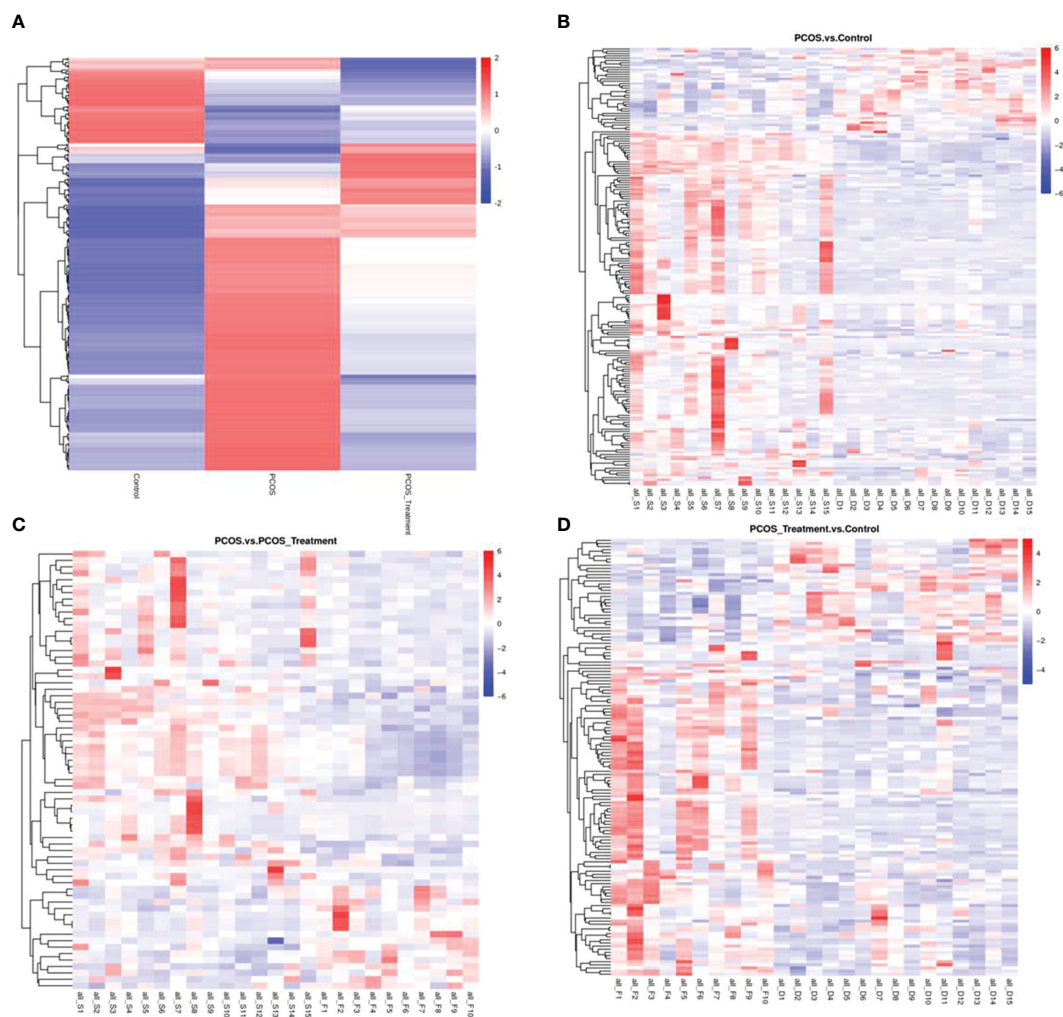 A
2
1
0
-1
-2
Control
PCOS
PCOS_Treatment
B
PCOS.vs.Control
6
4
2
0
-2
-4
-6
all_S1
all_S2
all_S3
all_S4
all_S5
all_S6
all_S7
all_S8
all_S9
all_S10
all_S11
all_S12
all_S13
all_S14
all_S15
all_D1
all_D2
all_D3
all_D4
all_D5
all_D6
all_D7
all_D8
all_D9
all_D10
all_D11
all_D12
all_D13
all_D14
all_D15
C
PCOS.vs.PCOS_Treatment
6
4
2
0
-2
-4
-6
all_S1
all_S2
all_S3
all_S4
all_S5
all_S6
all_S7
all_S8
all_S9
all_S10
all_S11
all_S12
all_S13
all_S14
all_S15
all_F1
all_F2
all_F3
all_F4
all_F5
all_F6
all_F7
all_F8
all_F9
all_F10
D
PCOS_Treatment.vs.Control
4
2
0
-2
-4
all_F1
all_F2
all_F3
all_F4
all_F5
all_F6
all_F7
all_F8
all_F9
all_F10
all_D1
all_D2
all_D3
all_D4
all_D5
all_D6
all_D7
all_D8
all_D9
all_D10
all_D11
all_D12
all_D13
all_D14
all_D15